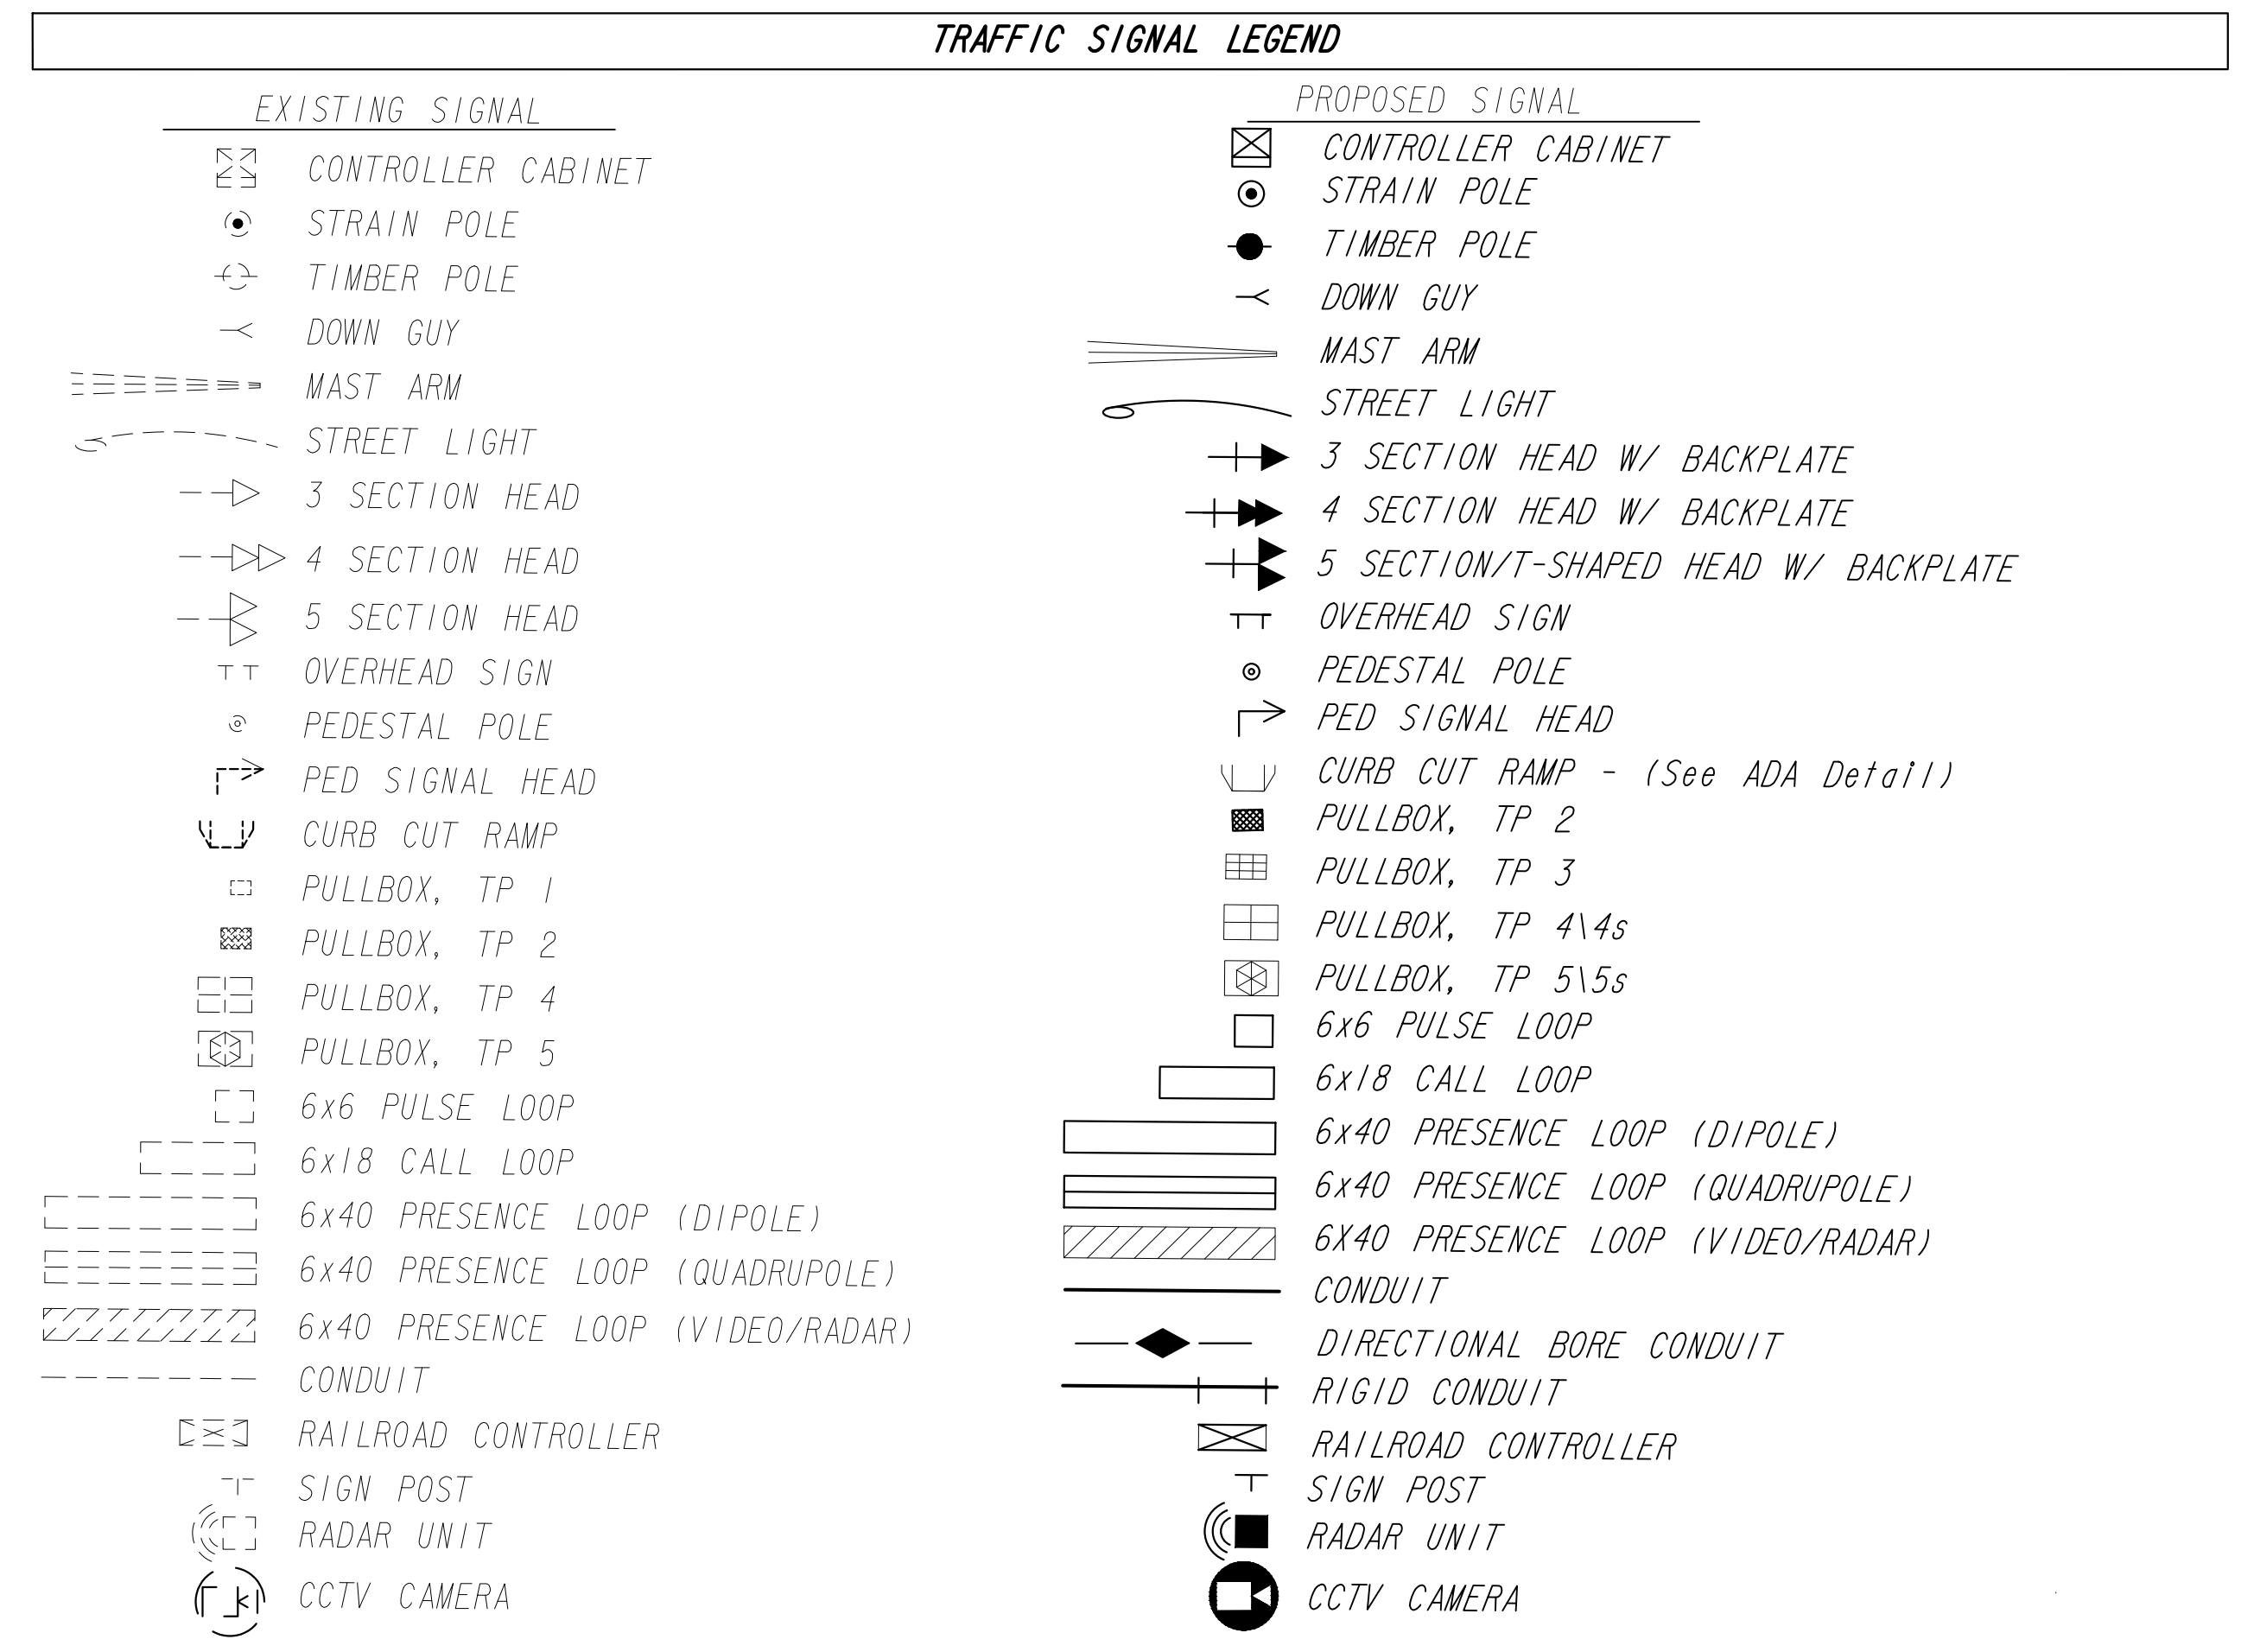 TRAFFIC SIGNAL LEGEND
EXISTING SIGNAL
CONTROLLER CABINET
STRAIN POLE
TIMBER POLE
DOWN GUY
MAST ARM
STREET LIGHT
3 SECTION HEAD
4 SECTION HEAD
5 SECTION HEAD
OVERHEAD SIGN
PEDESTAL POLE
PED SIGNAL HEAD
CURB CUT RAMP
PULLBOX, TP 1
PULLBOX, TP 2
PULLBOX, TP 4
PULLBOX, TP 5
6x6 PULSE LOOP
6x18 CALL LOOP
6x40 PRESENCE LOOP (DIPOLE)
6x40 PRESENCE LOOP (QUADRUPOLE)
6x40 PRESENCE LOOP (VIDEO/RADAR)
CONDUIT
RAILROAD CONTROLLER
SIGN POST
RADAR UNIT
CCTV CAMERA
PROPOSED SIGNAL
CONTROLLER CABINET
STRAIN POLE
TIMBER POLE
DOWN GUY
MAST ARM
STREET LIGHT
3 SECTION HEAD W/ BACKPLATE
4 SECTION HEAD W/ BACKPLATE
5 SECTION/T-SHAPED HEAD W/ BACKPLATE
OVERHEAD SIGN
PEDESTAL POLE
PED SIGNAL HEAD
CURB CUT RAMP - (See ADA Detail)
PULLBOX, TP 2
PULLBOX, TP 3
PULLBOX, TP 4\4s
PULLBOX, TP 5\5s
6x6 PULSE LOOP
6x18 CALL LOOP
6x40 PRESENCE LOOP (DIPOLE)
6x40 PRESENCE LOOP (QUADRUPOLE)
6X40 PRESENCE LOOP (VIDEO/RADAR)
CONDUIT
DIRECTIONAL BORE CONDUIT
RIGID CONDUIT
RAILROAD CONTROLLER
SIGN POST
RADAR UNIT
CCTV CAMERA